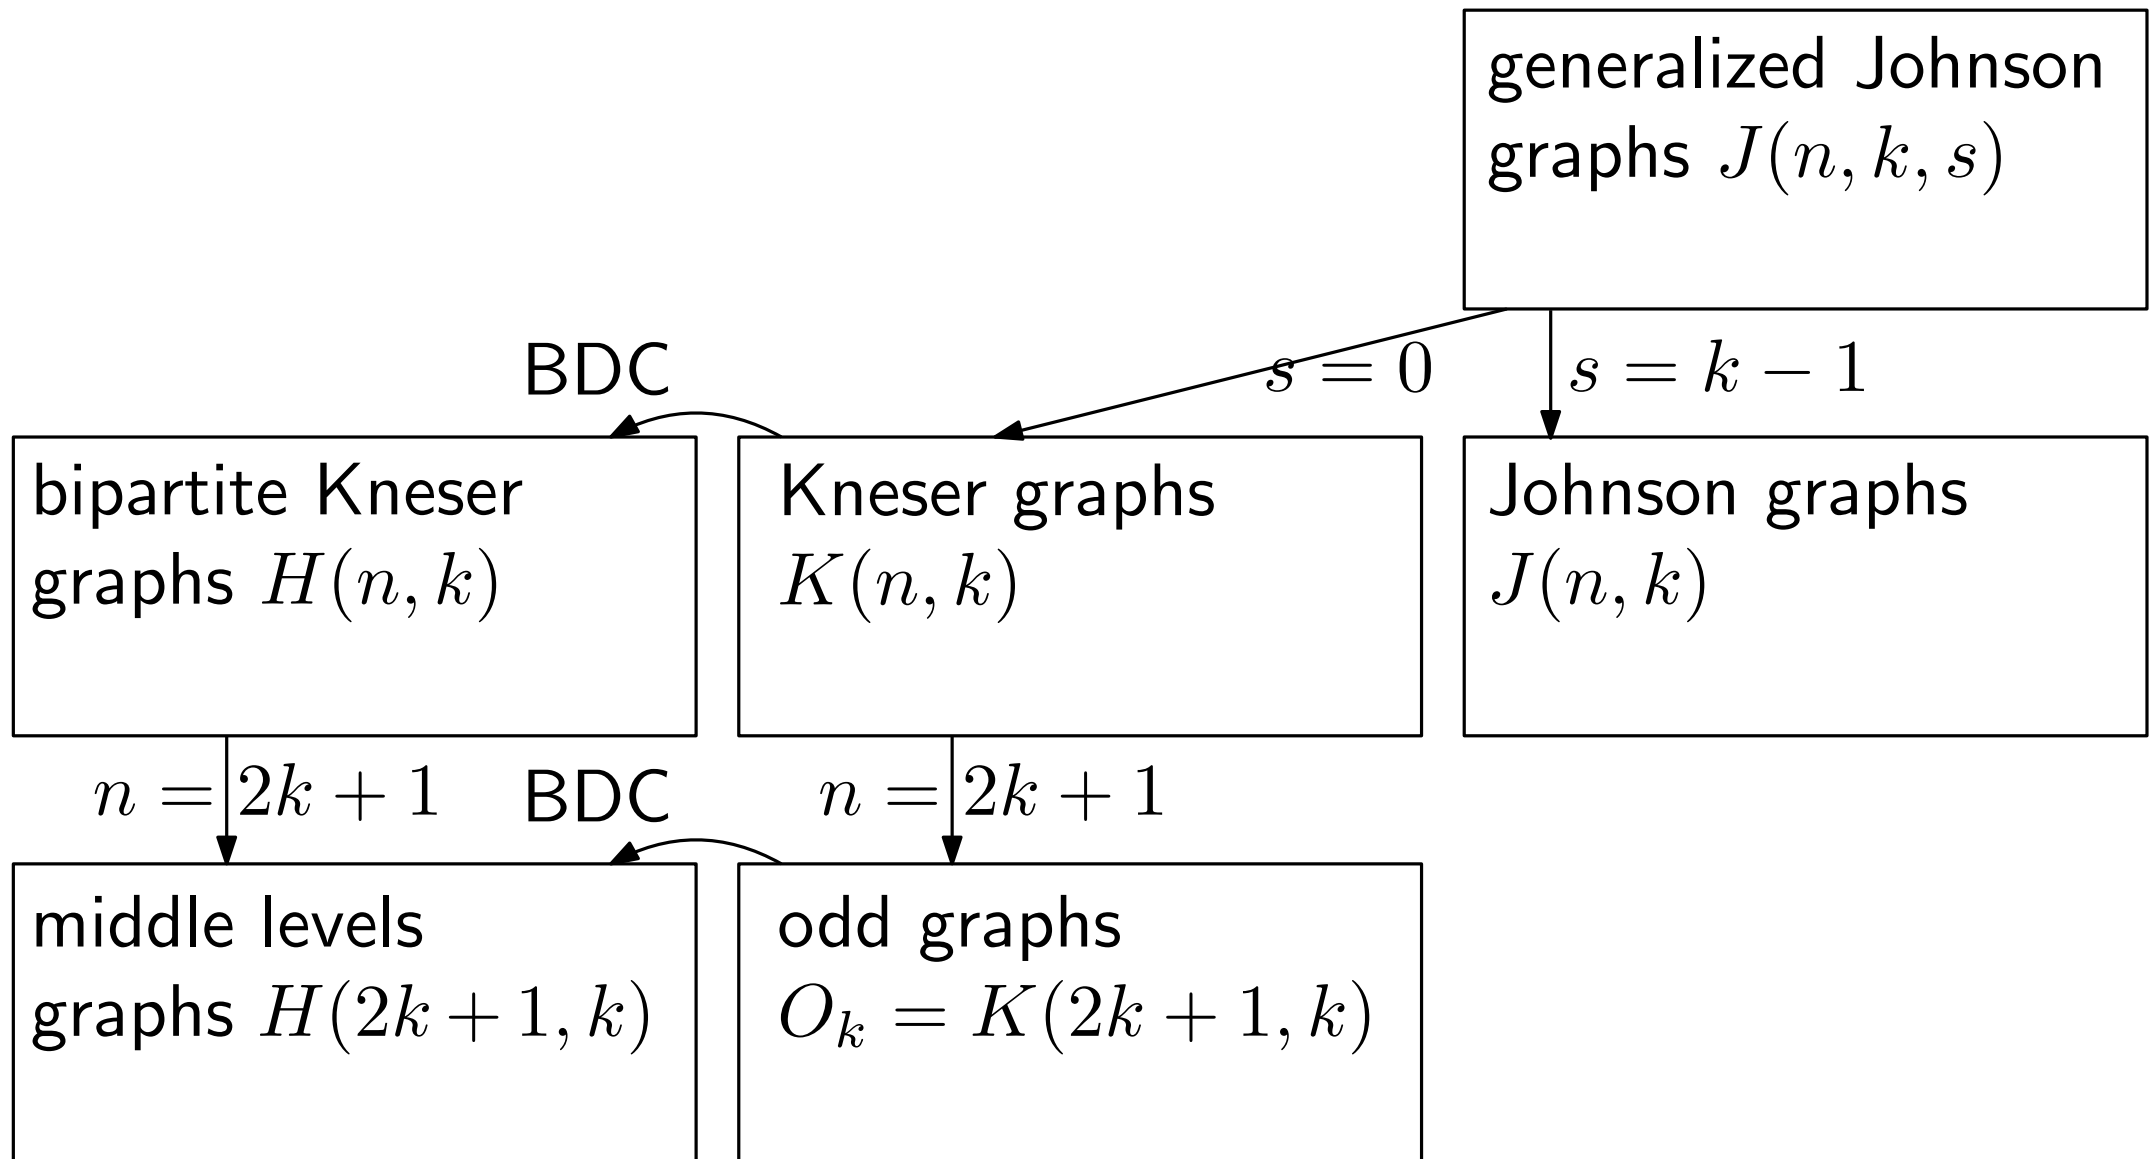 generalized Johnson
graphs J(n, k, s)
BDC
s = 0
s = k − 1
bipartite Kneser
graphs H(n, k)
Kneser graphs
K(n, k)
Johnson graphs
J(n, k)
n = 2k + 1
BDC
n = 2k + 1
middle levels
graphs H(2k + 1, k)
odd graphs
O_k = K(2k + 1, k)